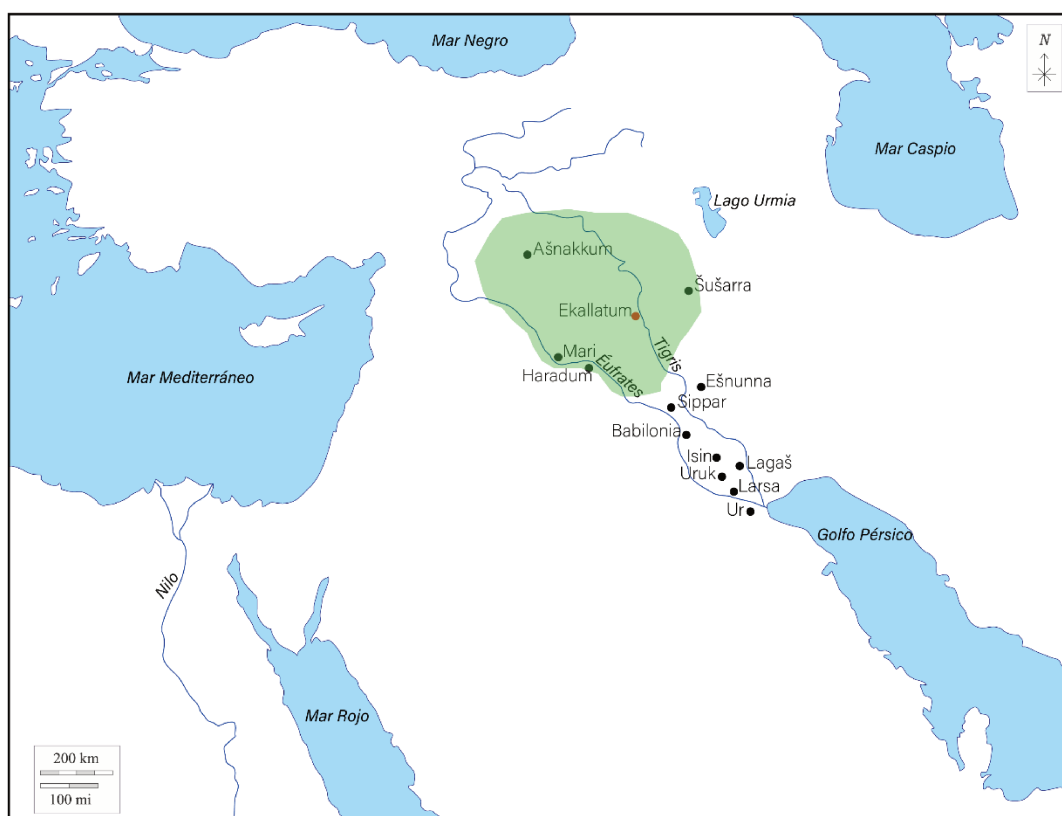 Mar Negro
N
Mar Caspio
Lago Urmia
Ašnakkum
Šušarra
Ekallatum
Mari
Tigris
Haradum
Éufrates
Mar Mediterráneo
Ešnunna
Sippar
Babilonia
Isin
Lagaš
Uruk
Larsa
Ur
Golfo Pérsico
Nilo
Mar Rojo
200 km
100 mi